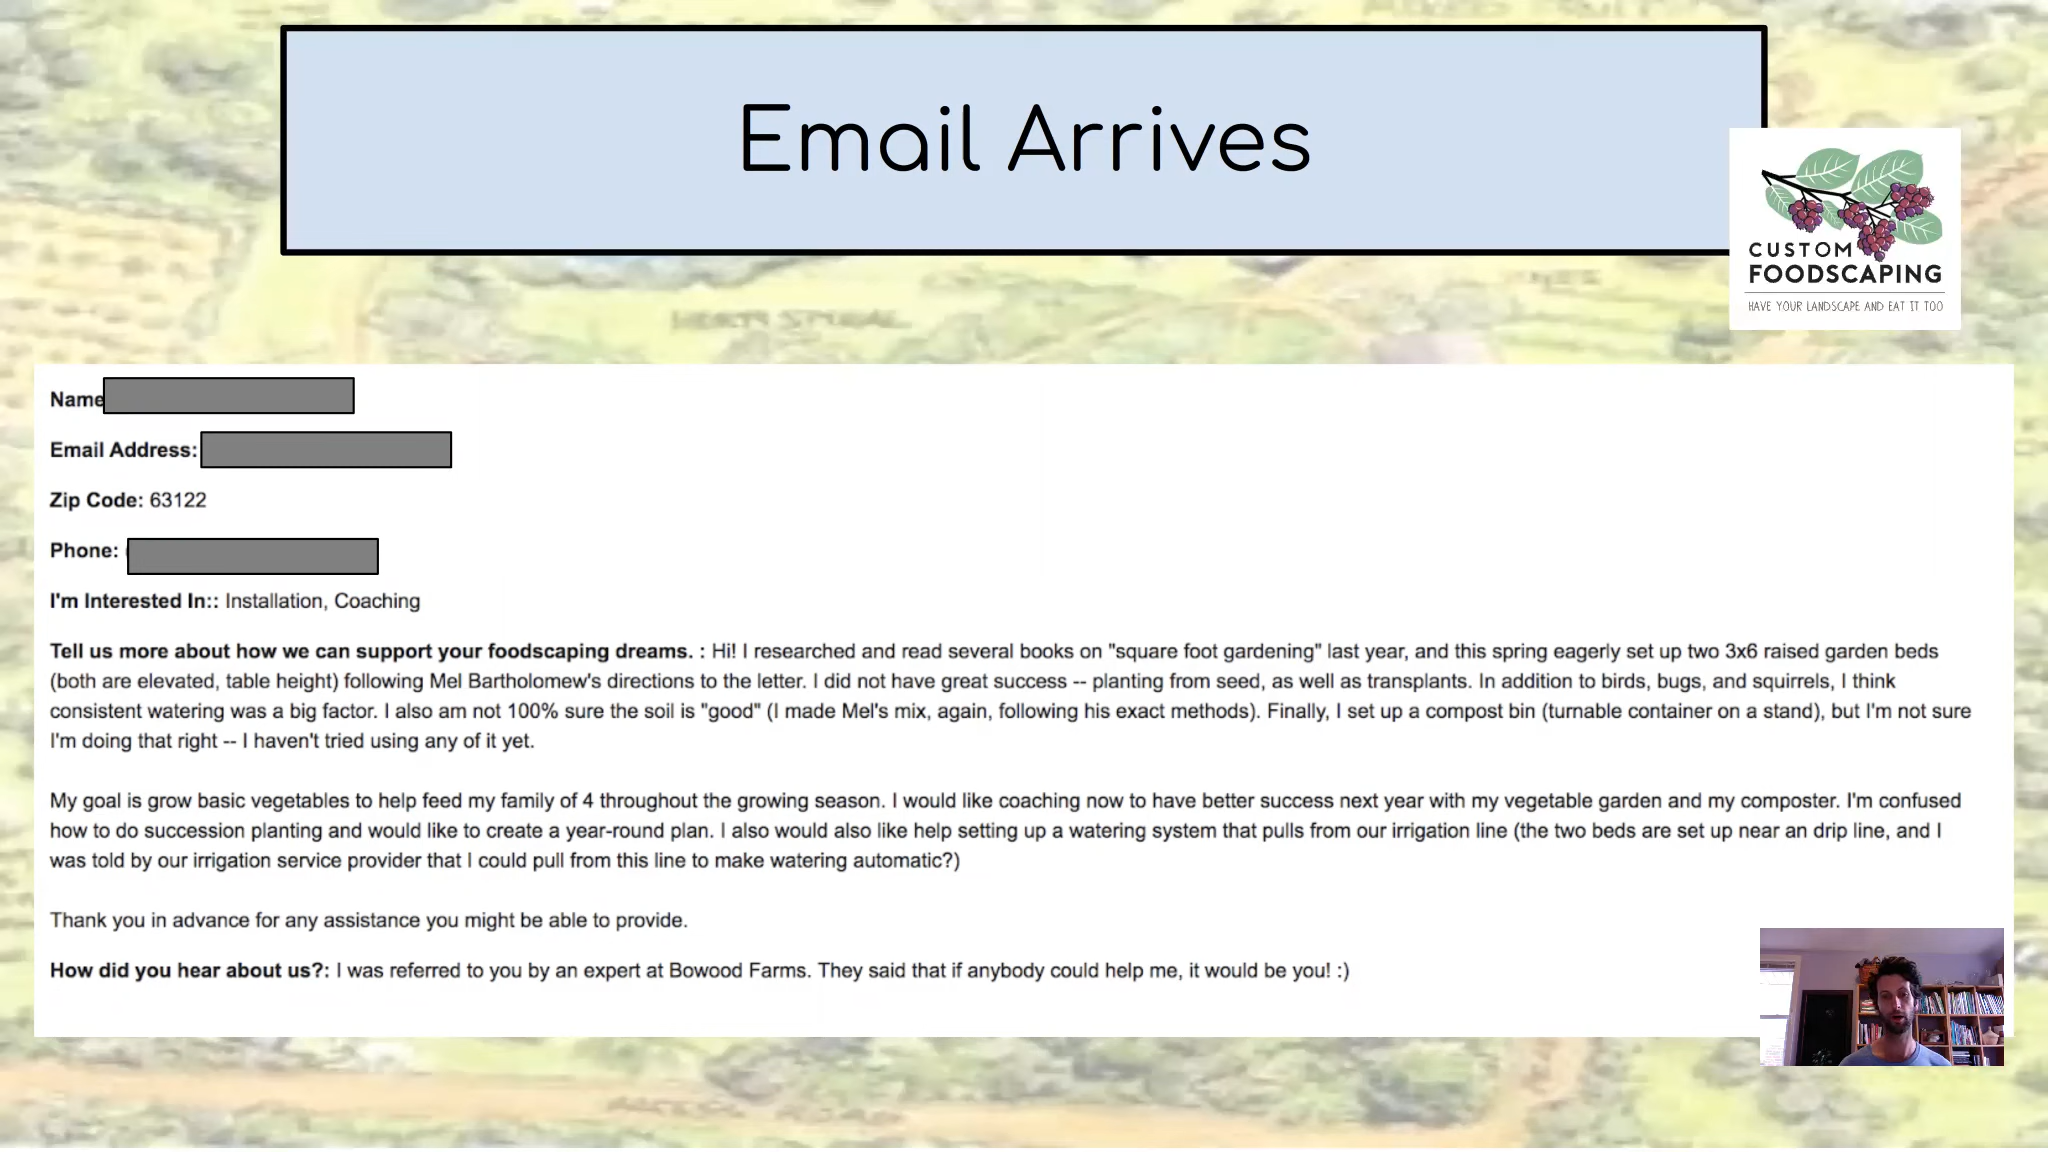 Email Arrives
CUSTOM
FOODSCAPING
HAVE YOUR LANDSCAPE AND EAT IT TOO
Name
Email Address:
Zip Code: 63122
Phone:
I'm Interested In:: Installation, Coaching
Tell us more about how we can support your foodscaping dreams. : Hi! I researched and read several books on "square foot gardening" last year, and this spring eagerly set up two 3x6 raised garden beds
(both are elevated, table height) following Mel Bartholomew's directions to the letter. I did not have great success -- planting from seed, as well as transplants. In addition to birds, bugs, and squirrels, I think
consistent watering was a big factor. I also am not 100% sure the soil is "good" (I made Mel's mix, again, following his exact methods). Finally, I set up a compost bin (turnable container on a stand), but I'm not sure
I'm doing that right -- I haven't tried using any of it yet.
My goal is grow basic vegetables to help feed my family of 4 throughout the growing season. I would like coaching now to have better success next year with my vegetable garden and my composter. I'm confused
how to do succession planting and would like to create a year-round plan. I also would also like help setting up a watering system that pulls from our irrigation line (the two beds are set up near an drip line, and I
was told by our irrigation service provider that I could pull from this line to make watering automatic?)
Thank you in advance for any assistance you might be able to provide.
How did you hear about us?: I was referred to you by an expert at Bowood Farms. They said that if anybody could help me, it would be you! :)